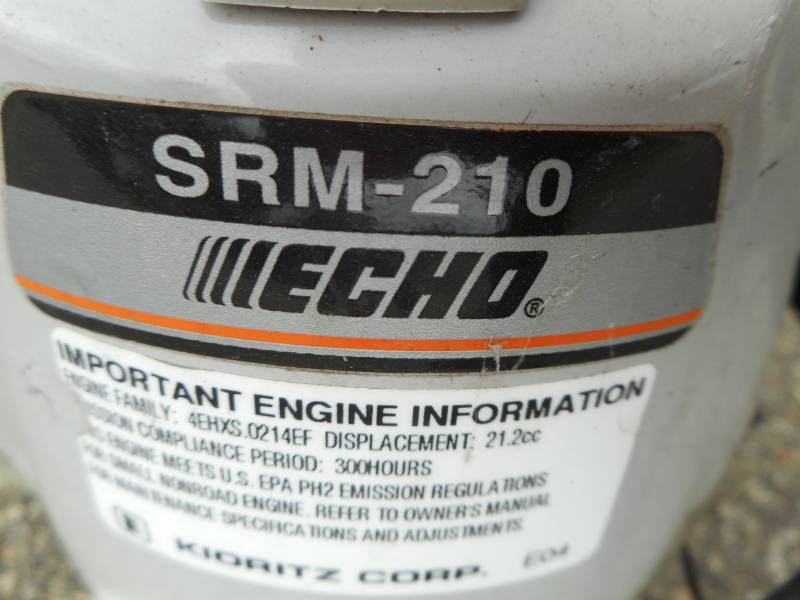 SRM-210
ECHO®
IMPORTANT ENGINE INFORMATION
ENGINE FAMILY: 4EHXS.0214EF DISPLACEMENT: 21.2cc
EMISSION COMPLIANCE PERIOD: 300HOURS
THIS ENGINE MEETS U.S. EPA PH2 EMISSION REGULATIONS
FOR SMALL NONROAD ENGINE. REFER TO OWNER'S MANUAL
FOR MAINTENANCE SPECIFICATIONS AND ADJUSTMENTS
KIORITZ CORP. E04